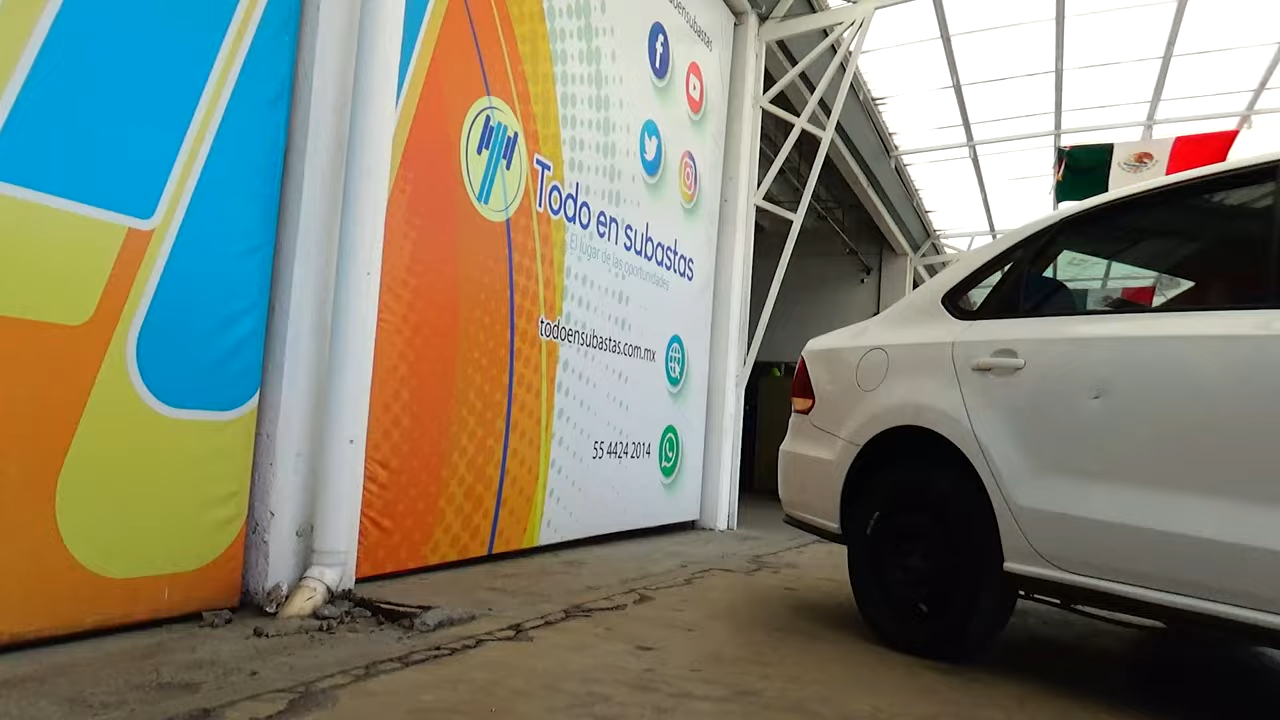 Todo en subastas
El lugar de las oportunidades
todoensubastas.com.mx
55 4424 2014